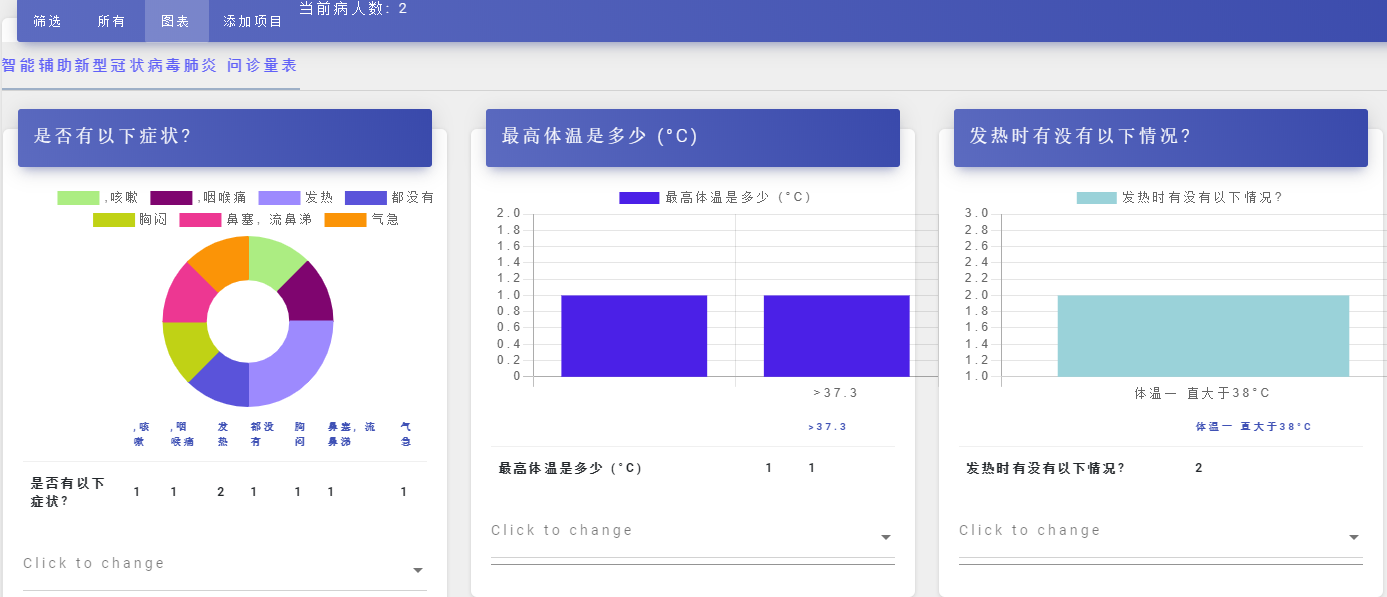 筛选 所有 图表 添加项目 当前病人数: 2
智能辅助新型冠状病毒肺炎 问诊量表
是否有以下症状?
,咳嗽 ,咽喉痛 发热 都没有
胸闷 鼻塞, 流鼻涕 气急
,咳
嗽
,咽
喉痛
发
热
都没
有
胸
闷
鼻塞, 流
鼻涕
气
急
是否有以下
症状?
1 1 2 1 1 1 1
Click to change
最高体温是多少 (°C)
最高体温是多少 (°C)
2.0
1.8
1.6
1.4
1.2
1.0
0.8
0.6
0.4
0.2
0
>37.3
>37.3
最高体温是多少 (°C) 1 1
Click to change
发热时有没有以下情况?
发热时有没有以下情况?
3.0
2.8
2.6
2.4
2.2
2.0
1.8
1.6
1.4
1.2
1.0
体温一 直大于38°C
体温一 直大于38°C
发热时有没有以下情况? 2
Click to change